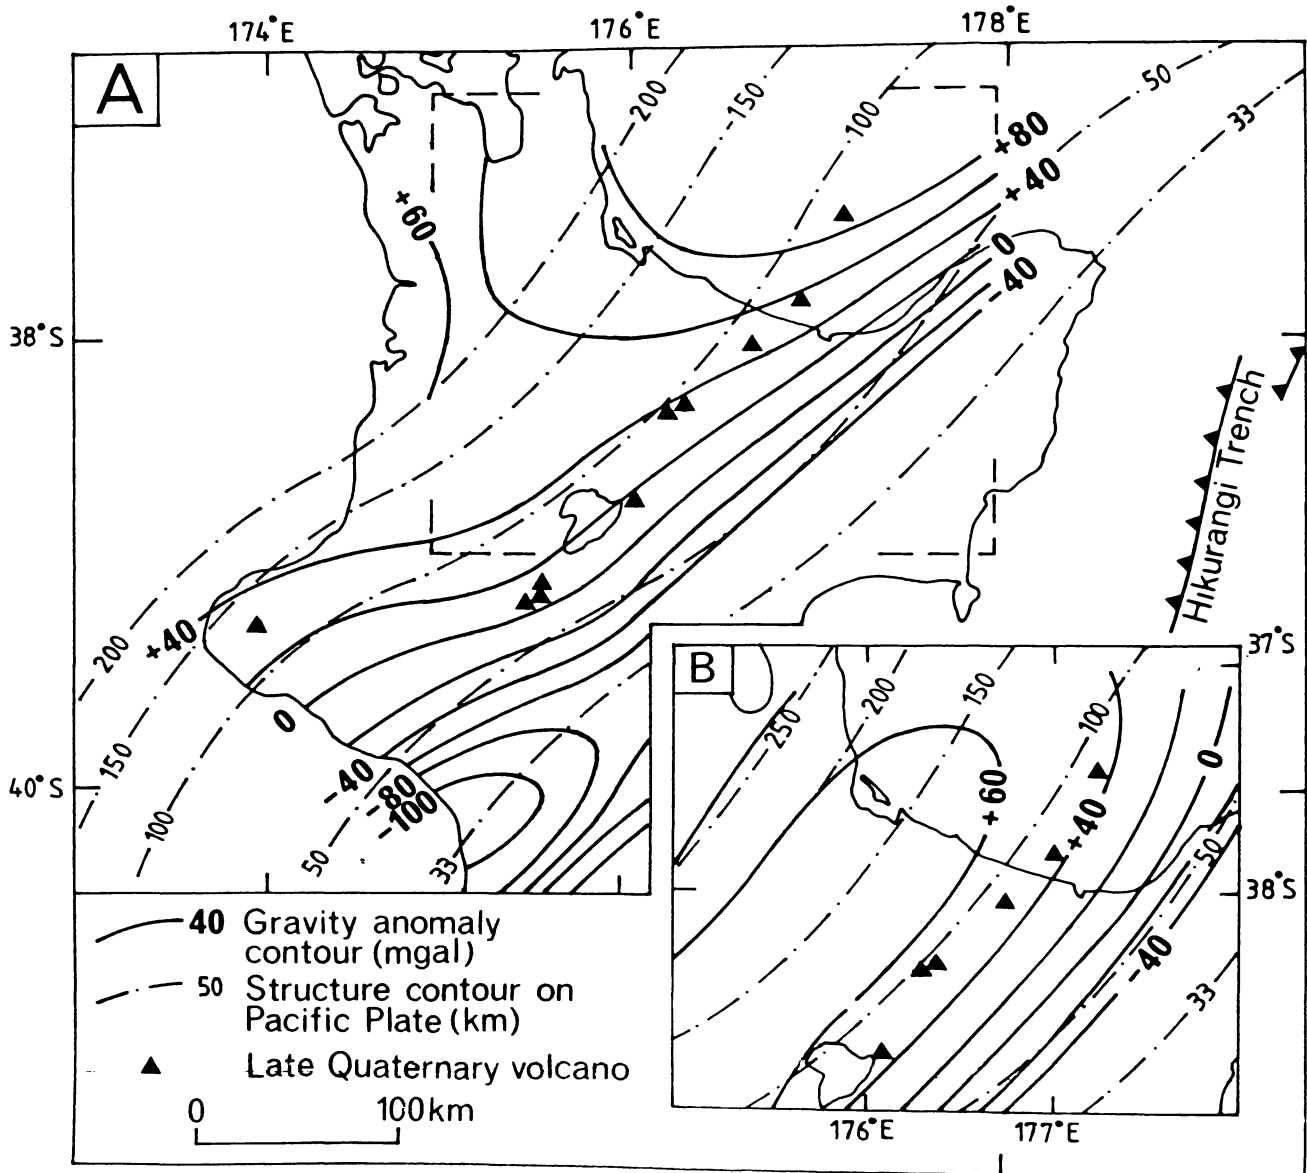 174°E 176°E 178°E
A
200 -150 100 50 33
+80
+40
+60
0
-40
38°S
Hikurangi Trench
+40
200
150
100
0
40°S
-40
-80
-100
50
33
37°S
B
250 200 150 100
+60
+40
0
50
38°S
-40
33
176°E 177°E
40 Gravity anomaly
contour (mgal)
50 Structure contour on
Pacific Plate (km)
Late Quaternary volcano
0 100km